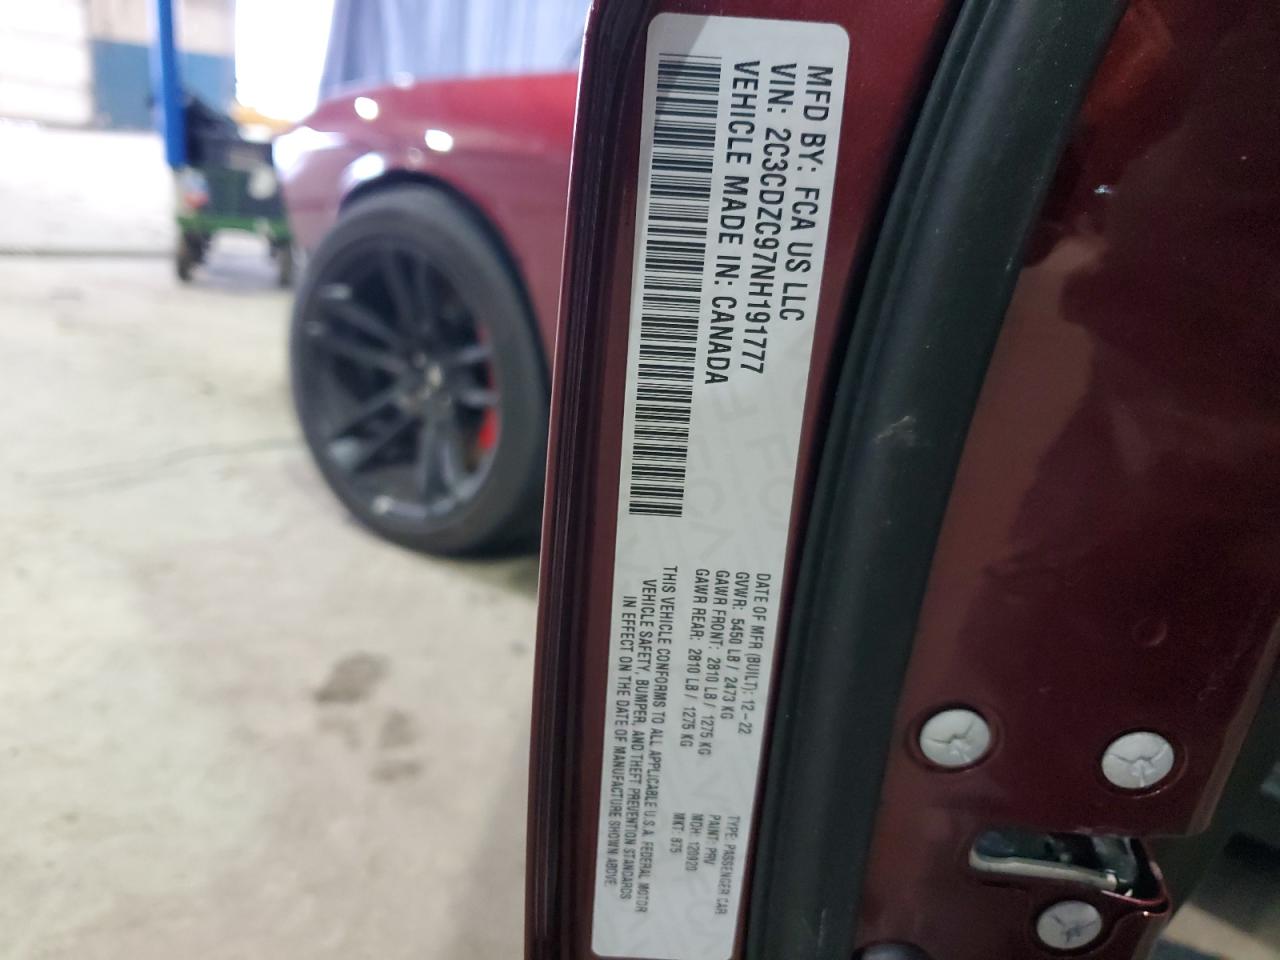 MFD BY: FCA US LLC
VIN: 2C3CDZC97NH191777
VEHICLE MADE IN: CANADA
DATE OF MFR (BUILT): 12-22
GVWR: 5450 LB / 2473 KG
GAWR FRONT: 2810 LB / 1275 KG
GAWR REAR: 2810 LB / 1275 KG
TYPE: PASSENGER CAR
PAINT: PRV
MDH: 120920
MKT: 875
THIS VEHICLE CONFORMS TO ALL APPLICABLE U.S.A. FEDERAL MOTOR
VEHICLE SAFETY, BUMPER, AND THEFT PREVENTION STANDARDS
IN EFFECT ON THE DATE OF MANUFACTURE SHOWN ABOVE.